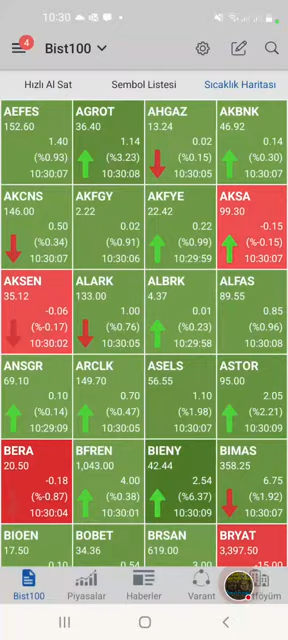 10:30
4
Bist100
Hızlı Al Sat Sembol Listesi Sıcaklık Haritası
AEFES AGROT AHGAZ AKBNK
152.60 36.40 13.24 46.92
1.40 1.14 0.02 0.14
(%0.93) (%3.23) (%0.15) (%0.30)
10:30:07 10:30:08 10:30:05 10:30:07
AKCNS AKFGY AKFYE AKSA
146.00 2.22 22.42 99.30
0.50 0.02 0.22 -0.15
(%0.34) (%0.91) (%0.99) (%-0.15)
10:30:07 10:30:06 10:29:59 10:30:07
AKSEN ALARK ALBRK ALFAS
35.12 133.00 4.37 89.55
-0.06 1.00 0.01 0.85
(%-0.17) (%0.76) (%0.23) (%0.96)
10:30:02 10:30:05 10:29:58 10:30:08
ANSGR ARCLK ASELS ASTOR
69.10 149.70 56.55 95.00
0.10 0.70 1.10 2.05
(%0.14) (%0.47) (%1.98) (%2.21)
10:29:09 10:30:05 10:30:07 10:30:09
BERA BFREN BIENY BIMAS
20.50 1,043.00 42.44 358.25
-0.18 4.00 2.54 6.75
(%-0.87) (%0.38) (%6.37) (%1.92)
10:30:04 10:30:01 10:30:09 10:30:07
BIOEN BOBET BRSAN BRYAT
17.50 34.36 619.00 3,397.50
0.10 0.54 3.00 -15.00
Bist100 Piyasalar Haberler Varant